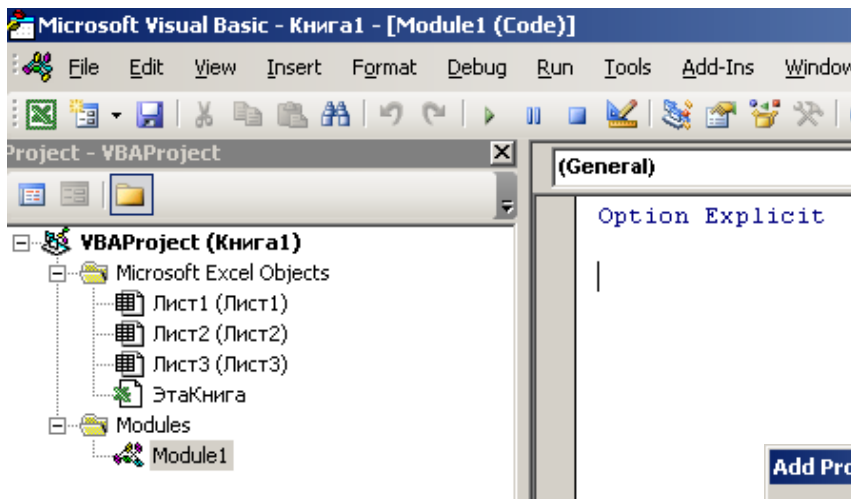 Microsoft Visual Basic - Книга1 - [Module1 (Code)]
File Edit View Insert Format Debug Run Tools Add-Ins Window
Project - VBAProject
(General)
Option Explicit
VBAProject (Книга1)
Microsoft Excel Objects
Лист1 (Лист1)
Лист2 (Лист2)
Лист3 (Лист3)
ЭтаКнига
Modules
Module1
Add Pro